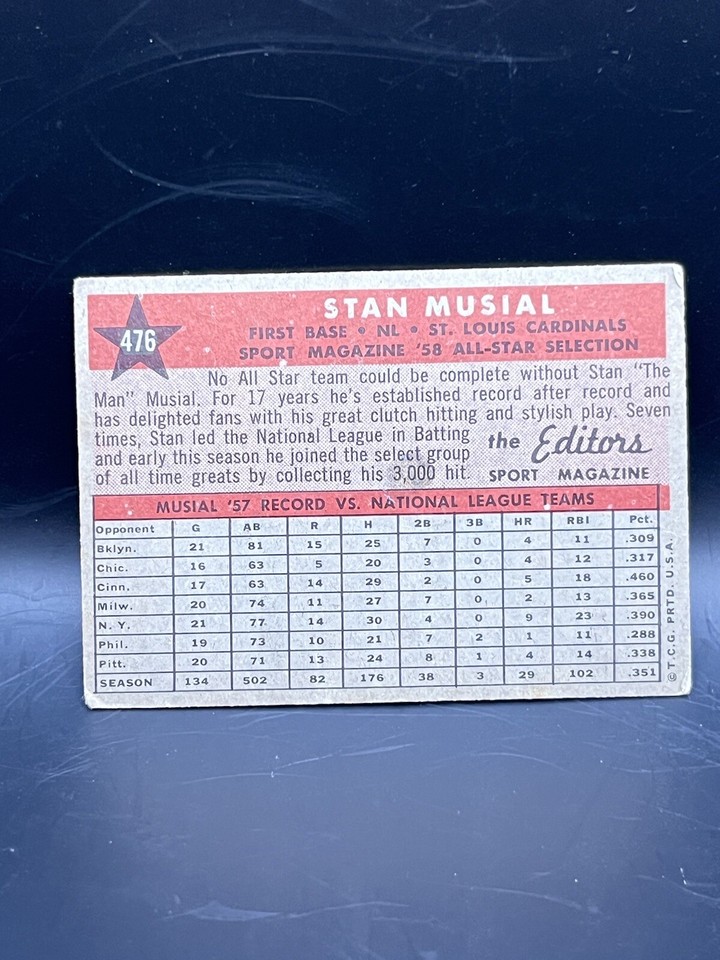 476
STAN MUSIAL
FIRST BASE • NL • ST. LOUIS CARDINALS
SPORT MAGAZINE '58 ALL-STAR SELECTION
No All Star team could be complete without Stan "The
Man" Musial. For 17 years he's established record after record and
has delighted fans with his great clutch hitting and stylish play. Seven
times, Stan led the National League in Batting
and early this season he joined the select group
of all time greats by collecting his 3,000 hit.
the Editors
SPORT MAGAZINE
MUSIAL '57 RECORD VS. NATIONAL LEAGUE TEAMS
Opponent G AB R H 2B 3B HR RBI Pct.
Bklyn. 21 81 15 25 7 0 4 11 .309
Chic. 16 63 5 20 3 0 4 12 .317
Cinn. 17 63 14 29 2 0 5 18 .460
Milw. 20 74 11 27 7 0 2 13 .365
N. Y. 21 77 14 30 4 0 9 23 .390
Phil. 19 73 10 21 7 2 1 11 .288
Pitt. 20 71 13 24 8 1 4 14 .338
SEASON 134 502 82 176 38 3 29 102 .351
© T.C.G. PRTD. U.S.A.